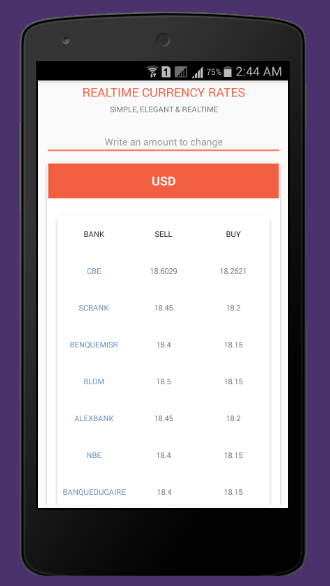 1 75% 2:44 AM
REALTIME CURRENCY RATES
SIMPLE, ELEGANT & REALTIME
Write an amount to change
USD
BANK SELL BUY
CBE 18.6029 18.2621
SCBANK 18.45 18.2
BENQUEMISR 18.4 18.15
BLOM 18.5 18.15
ALEXBANK 18.45 18.2
NBE 18.4 18.15
BANQUEDUCAIRE 18.4 18.15